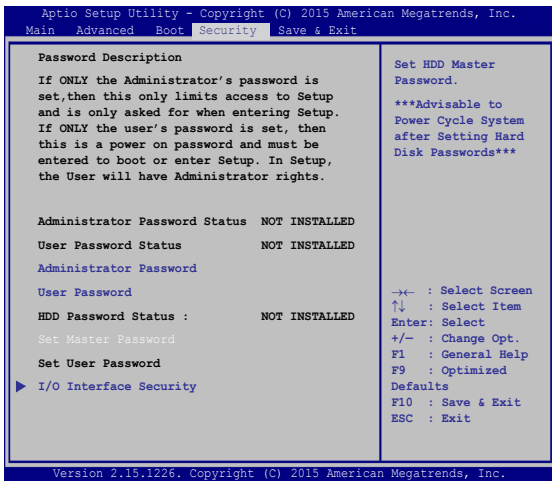 Aptio Setup Utility - Copyright (C) 2015 American Megatrends, Inc.
Main Advanced Boot Security Save & Exit
Password Description
If ONLY the Administrator's password is
set,then this only limits access to Setup
and is only asked for when entering Setup.
If ONLY the user's password is set, then
this is a power on password and must be
entered to boot or enter Setup. In Setup,
the User will have Administrator rights.
Administrator Password Status NOT INSTALLED
User Password Status NOT INSTALLED
Administrator Password
User Password
HDD Password Status : NOT INSTALLED
Set Master Password
Set User Password
I/O Interface Security
Set HDD Master
Password.
***Advisable to
Power Cycle System
after Setting Hard
Disk Passwords***
→← : Select Screen
↑↓ : Select Item
Enter: Select
+/- : Change Opt.
F1 : General Help
F9 : Optimized
Defaults
F10 : Save & Exit
ESC : Exit
Version 2.15.1226. Copyright (C) 2015 American Megatrends, Inc.